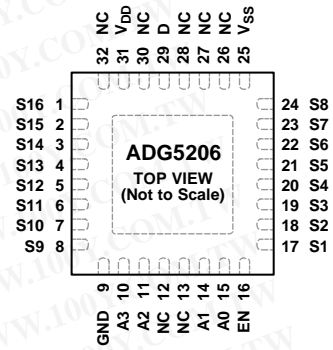 32 NC
31 VDD
30 NC
29 D
28 NC
27 NC
26 NC
25 VSS
S16 1
S15 2
S14 3
S13 4
S12 5
S11 6
S10 7
S9 8
ADG5206
TOP VIEW
(Not to Scale)
24 S8
23 S7
22 S6
21 S5
20 S4
19 S3
18 S2
17 S1
GND 9
A3 10
A2 11
NC 12
NC 13
A1 14
A0 15
EN 16